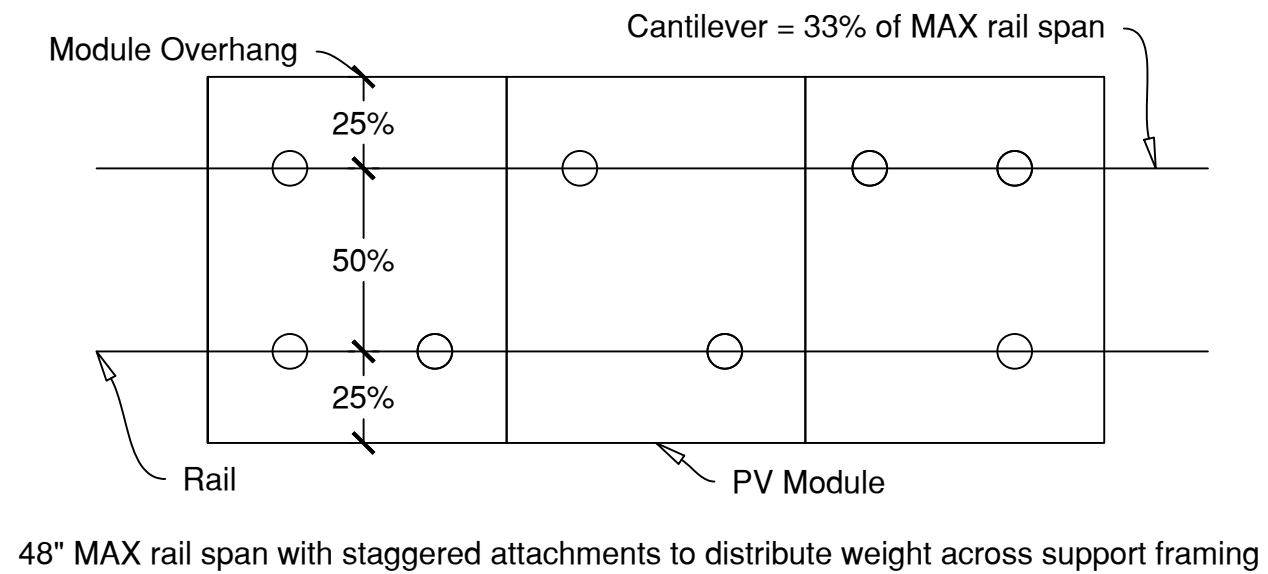 Cantilever = 33% of MAX rail span
Module Overhang
25%
50%
25%
Rail
PV Module
48" MAX rail span with staggered attachments to distribute weight across support framing